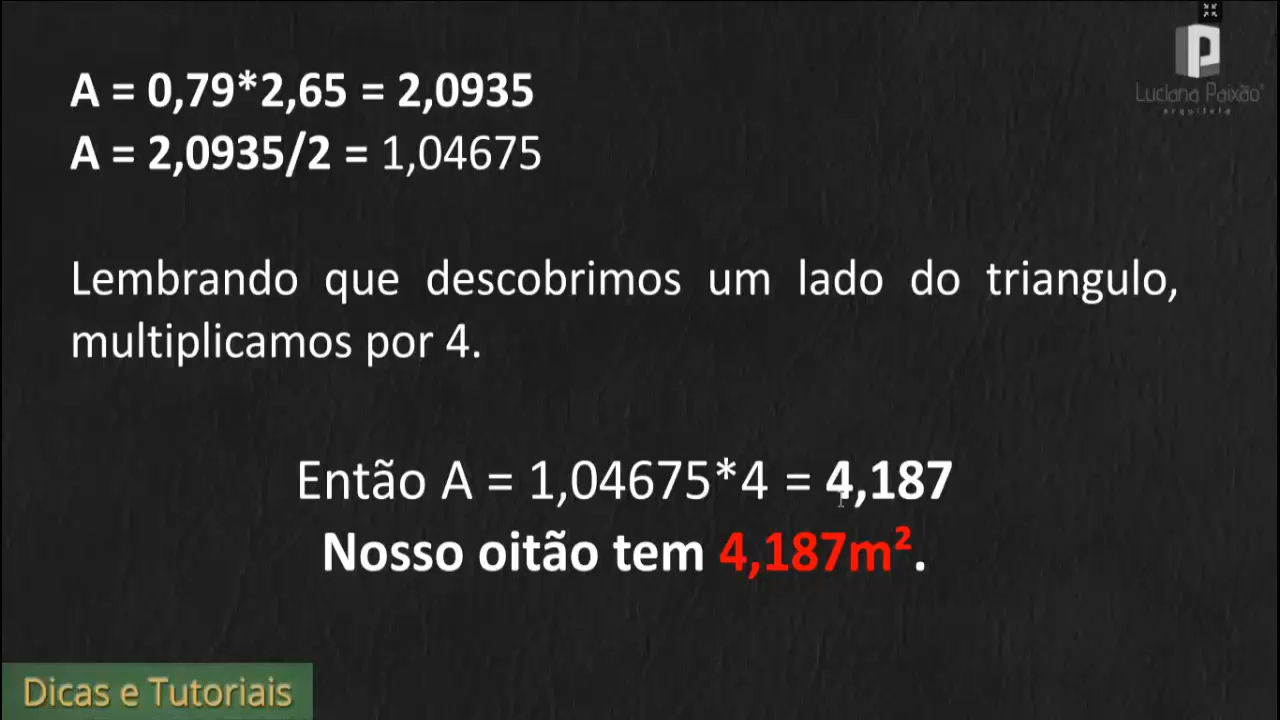 Luciana Paixão®
arquiteta
A = 0,79*2,65 = 2,0935
A = 2,0935/2 = 1,04675
Lembrando que descobrimos um lado do triangulo,
multiplicamos por 4.
Então A = 1,04675*4 = 4,187
Nosso oitão tem 4,187m².
Dicas e Tutoriais